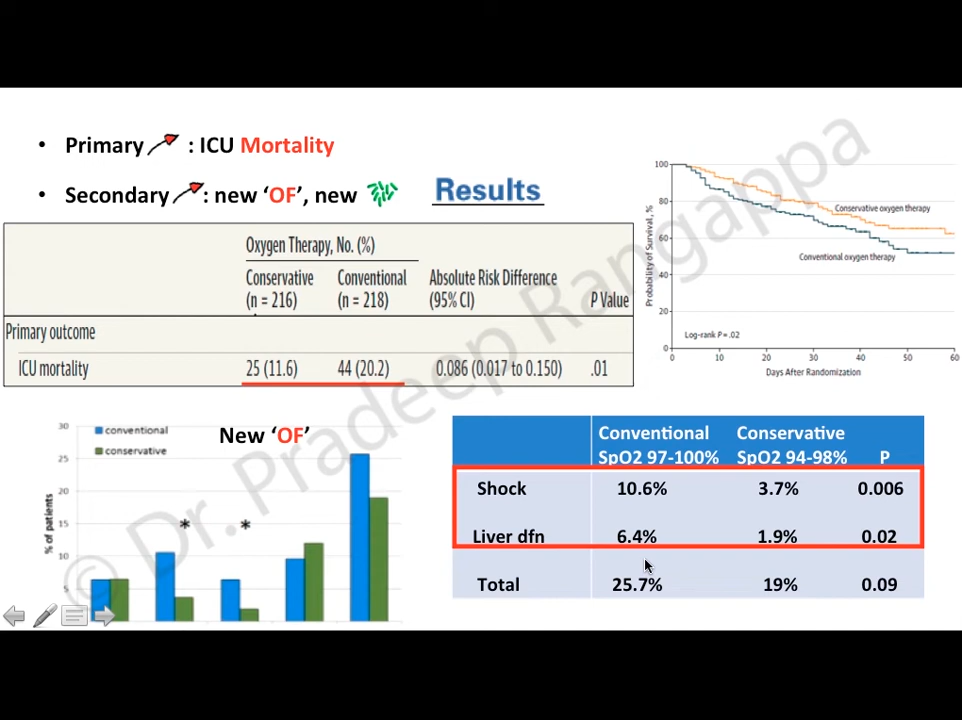 • Primary : ICU Mortality
• Secondary : new ‘OF’, new
Results
Oxygen Therapy, No. (%)
Conservative (n = 216)
Conventional (n = 218)
Absolute Risk Difference (95% CI)
P Value
Primary outcome
ICU mortality 25 (11.6) 44 (20.2) 0.086 (0.017 to 0.150) .01
Probability of Survival, %
100
80
60
40
20
0
Conservative oxygen therapy
Conventional oxygen therapy
Log-rank P = .02
0 10 20 30 40 50 60
Days After Randomization
New ‘OF’
conventional
conservative
% of patients
30
25
20
15
10
5
* *
Conventional SpO2 97-100%
Conservative SpO2 94-98%
P
Shock 10.6% 3.7% 0.006
Liver dfn 6.4% 1.9% 0.02
Total 25.7% 19% 0.09
© Dr. Pradeep Rangappa